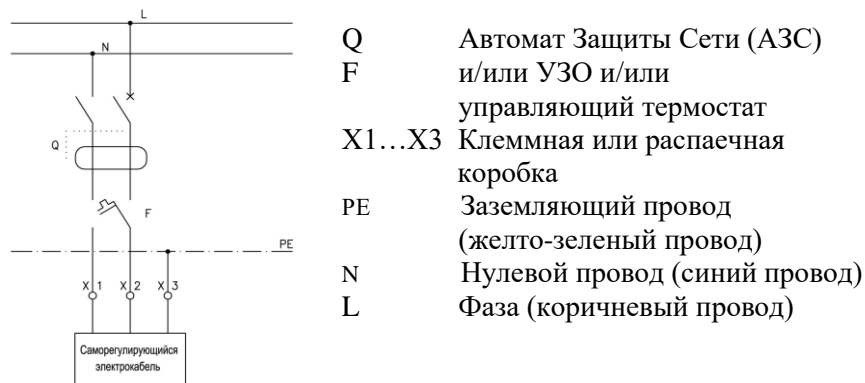 L
N
Q
F
PE
X 1 X 2 X 3
Саморегулирующийся
электрокабель
Q Автомат Защиты Сети (АЗС)
F и/или УЗО и/или
управляющий термостат
X1…X3 Клеммная или распаечная
коробка
PE Заземляющий провод
(желто-зеленый провод)
N Нулевой провод (синий провод)
L Фаза (коричневый провод)